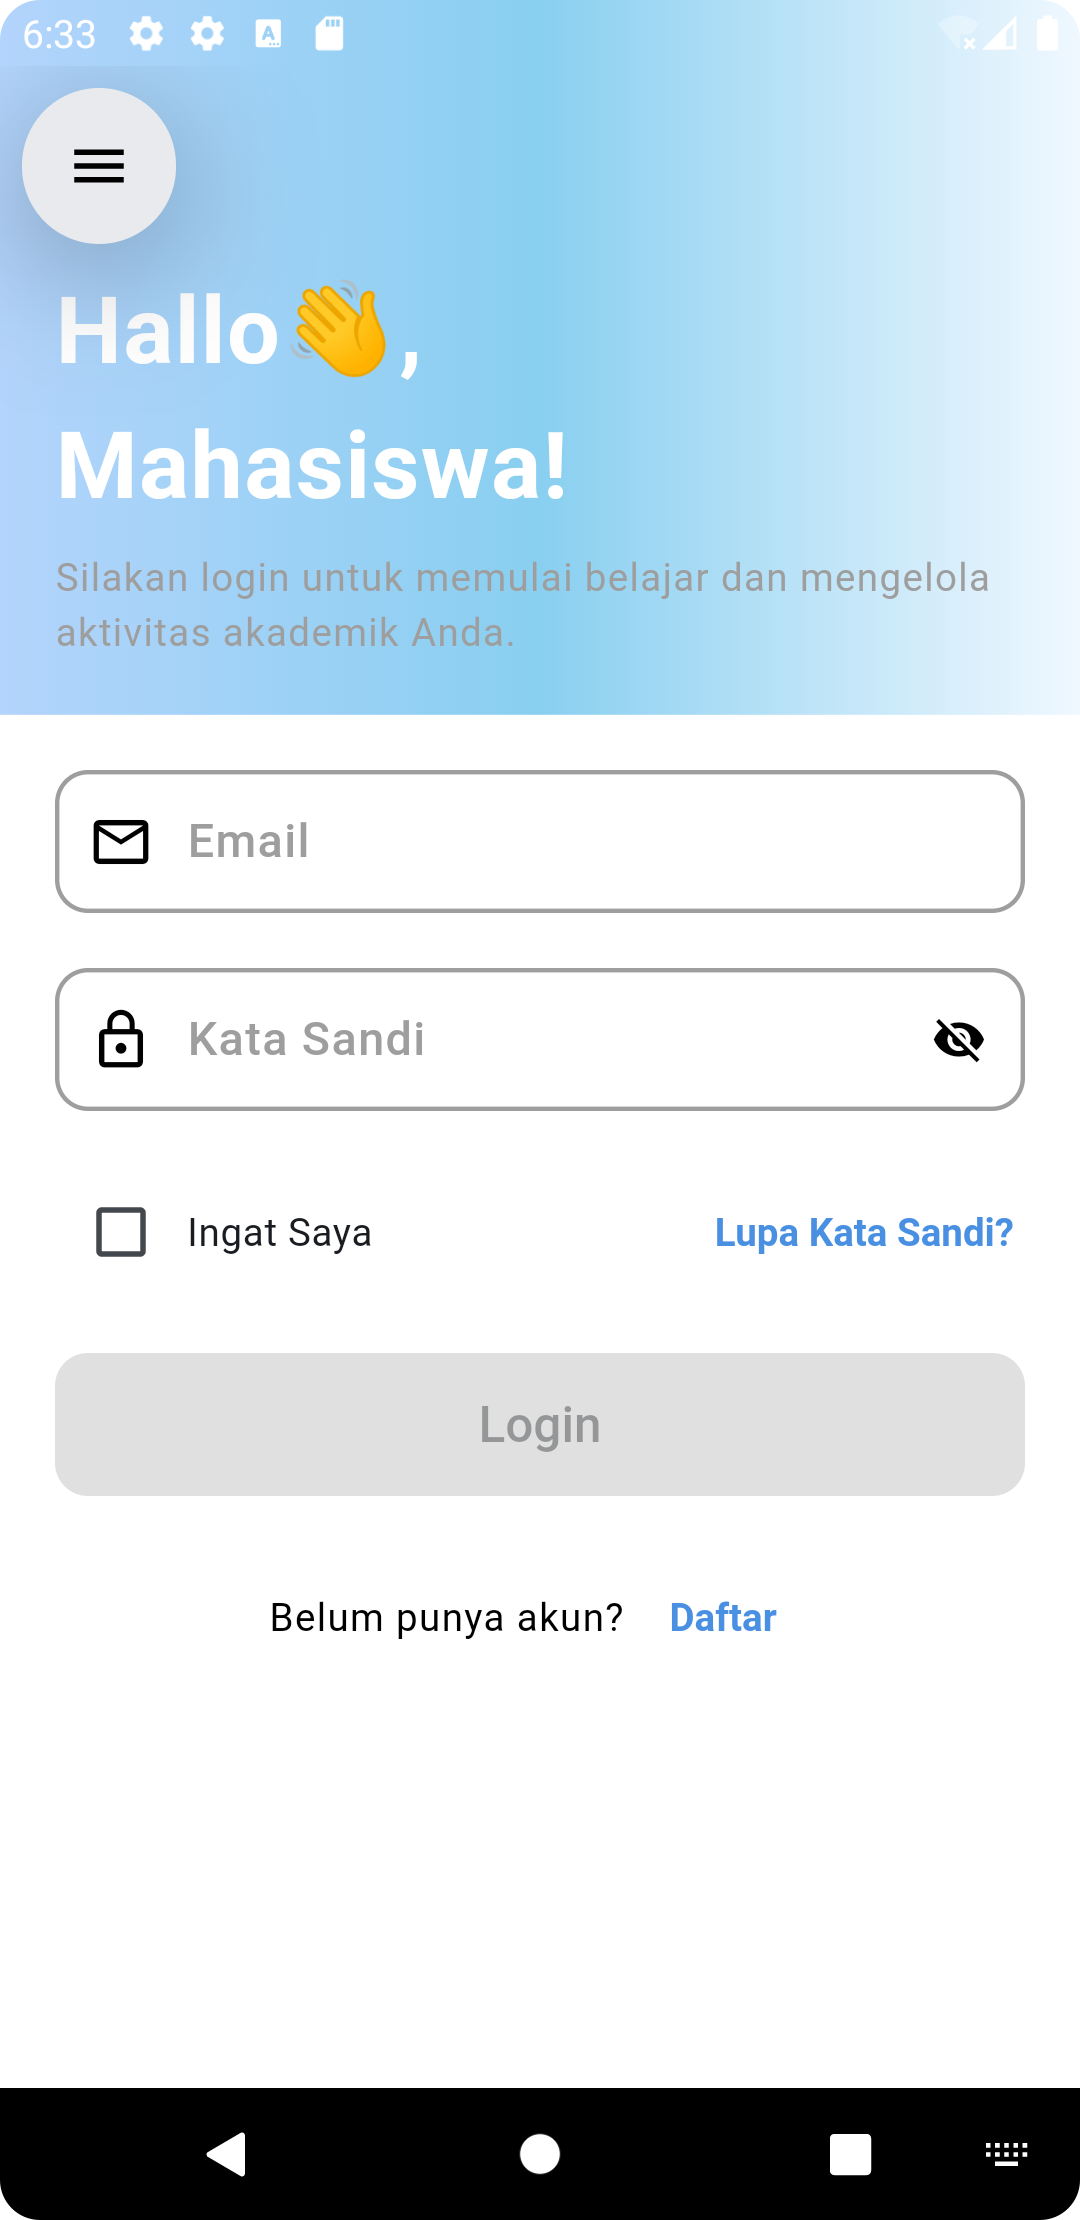 6:33
Hallo👋,
Mahasiswa!
Silakan login untuk memulai belajar dan mengelola
aktivitas akademik Anda.
Email
Kata Sandi
Ingat Saya
Lupa Kata Sandi?
Login
Belum punya akun? Daftar